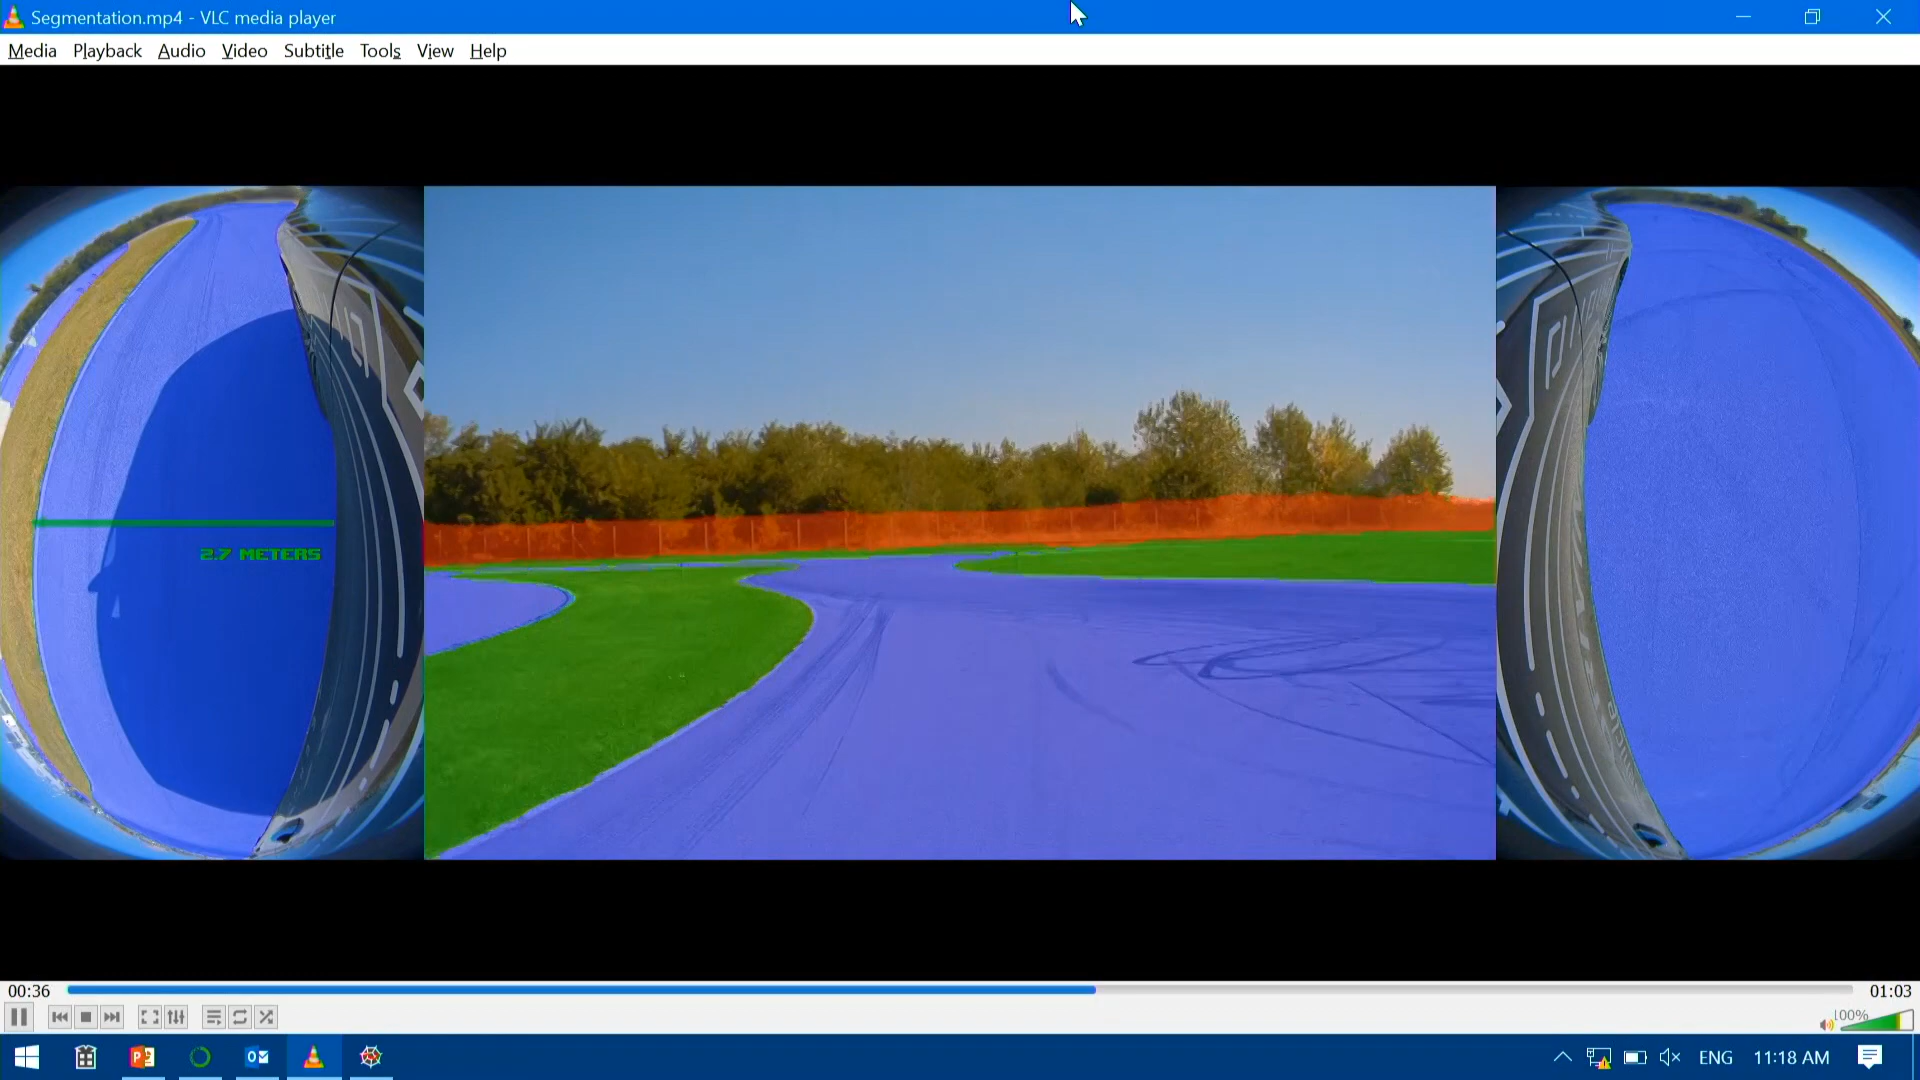 Segmentation.mp4 - VLC media player
Media Playback Audio Video Subtitle Tools View Help
2.7 METERS
00:36
01:03
100%
ENG
11:18 AM